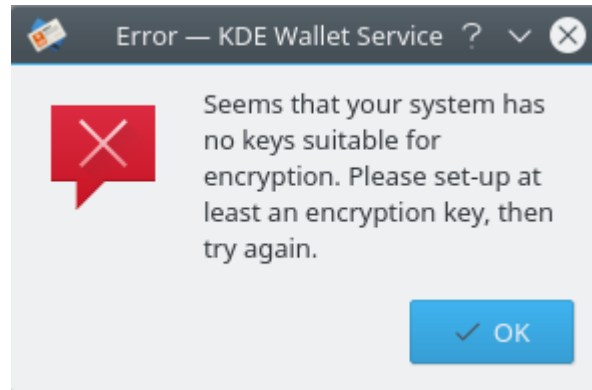 Error — KDE Wallet Service ?
Seems that your system has
no keys suitable for
encryption. Please set-up at
least an encryption key, then
try again.
OK